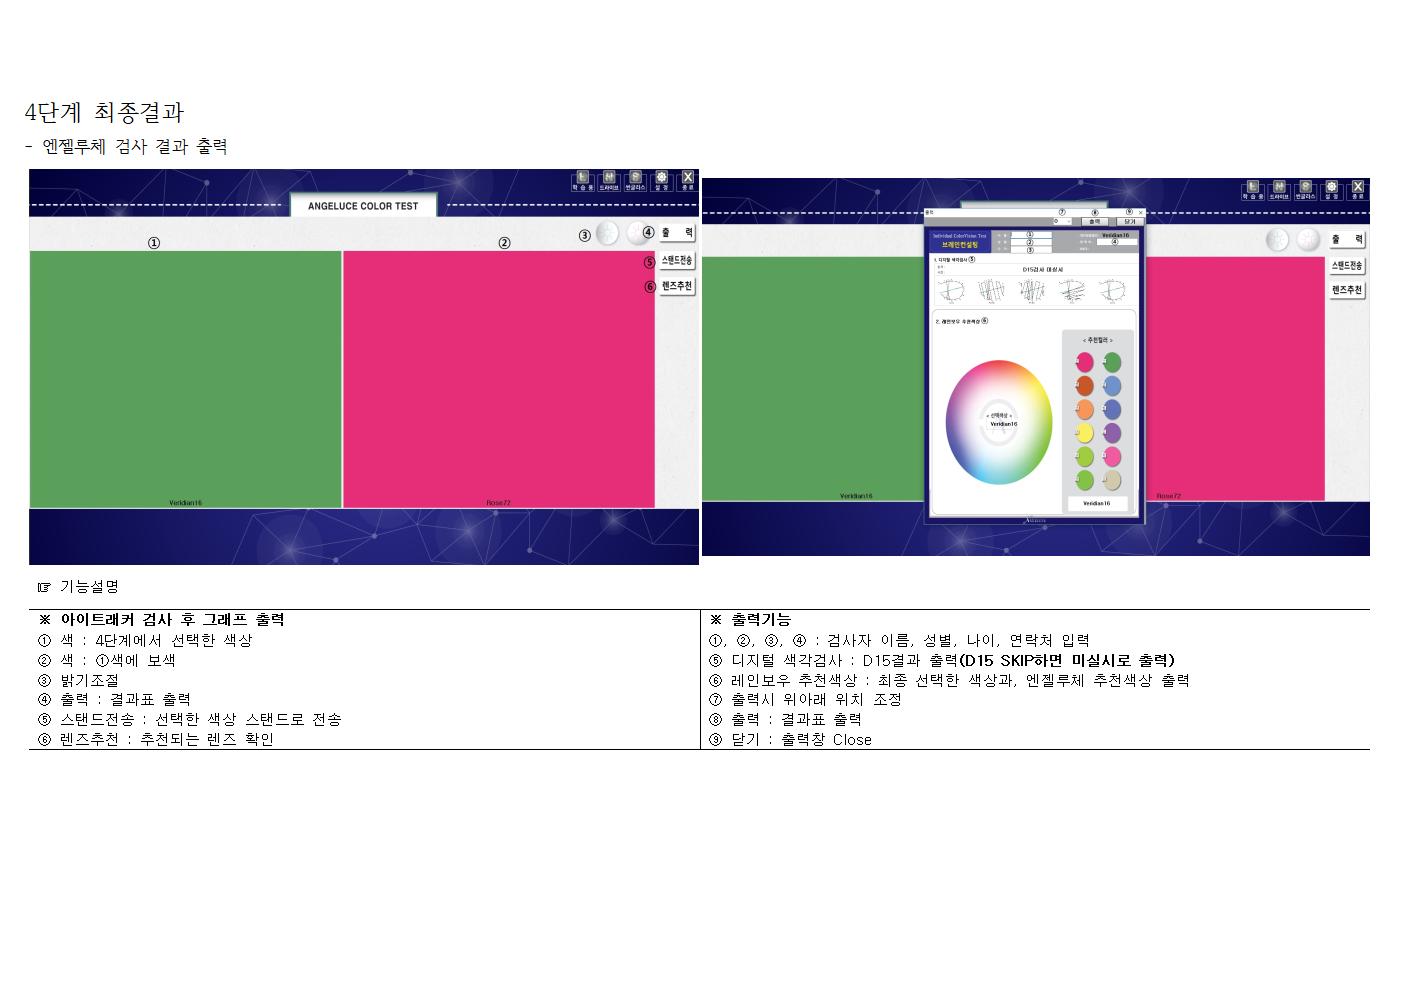 4단계 최종결과
- 엔젤루체 검사 결과 출력
학 습 용 드라이브 썬글라스 설 정 종 료
ANGELUCE COLOR TEST
① ② ③ ④ 출 력
⑤ 스탠드전송
⑥ 렌즈추천
Veridian16 Rose72
학 습 용 드라이브 썬글라스 설 정 종 료
출력
⑦ ⑧ ⑨ X
0 출력 닫기
Individual ColorVision Test
브레인컨설팅
① Veridian16
② ④
③
1. 디지털 색각검사 ⑤
D15검사 미실시
2. 레인보우 추천색상 ⑥
< 추천컬러 >
< 선택색상 >
Veridian16
Veridian16
출 력
스탠드전송
렌즈추천
Veridian16 Rose72
☞ 기능설명
※ 아이트래커 검사 후 그래프 출력
① 색 : 4단계에서 선택한 색상
② 색 : ①색에 보색
③ 밝기조절
④ 출력 : 결과표 출력
⑤ 스탠드전송 : 선택한 색상 스탠드로 전송
⑥ 렌즈추천 : 추천되는 렌즈 확인
※ 출력기능
①, ②, ③, ④ : 검사자 이름, 성별, 나이, 연락처 입력
⑤ 디지털 색각검사 : D15결과 출력(D15 SKIP하면 미실시로 출력)
⑥ 레인보우 추천색상 : 최종 선택한 색상과, 엔젤루체 추천색상 출력
⑦ 출력시 위아래 위치 조정
⑧ 출력 : 결과표 출력
⑨ 닫기 : 출력창 Close